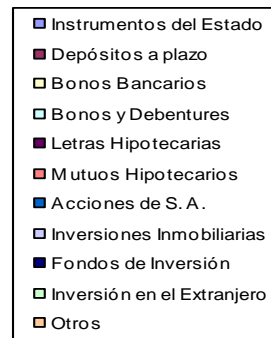 Instrumentos del Estado
Depósitos a plazo
Bonos Bancarios
Bonos y Debentures
Letras Hipotecarias
Mutuos Hipotecarios
Acciones de S.A.
Inversiones Inmobiliarias
Fondos de Inversión
Inversión en el Extranjero
Otros